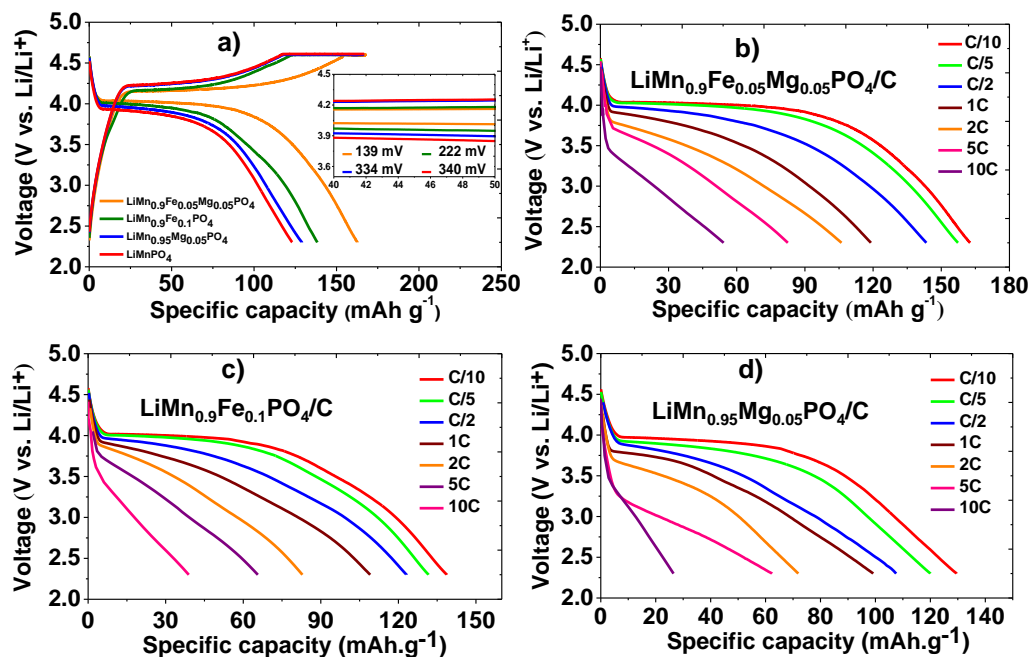 a)
Voltage (V vs. Li/Li+)
5.0
4.5
4.0
3.5
3.0
2.5
2.0
4.5
4.2
3.9
3.6
139 mV 222 mV
334 mV 340 mV
40 42 44 46 48 50
LiMn0.9Fe0.05Mg0.05PO4
LiMn0.9Fe0.1PO4
LiMn0.95Mg0.05PO4
LiMnPO4
0 50 100 150 200 250
Specific capacity (mAh g-1)
b)
LiMn0.9Fe0.05Mg0.05PO4/C
Voltage (V vs. Li/Li+)
5.0
4.5
4.0
3.5
3.0
2.5
2.0
C/10
C/5
C/2
1C
2C
5C
10C
0 30 60 90 120 150 180
Specific capacity (mAh g-1)
c)
LiMn0.9Fe0.1PO4/C
Voltage (V vs. Li/Li+)
5.0
4.5
4.0
3.5
3.0
2.5
2.0
C/10
C/5
C/2
1C
2C
5C
10C
0 30 60 90 120 150
Specific capacity (mAh.g-1)
d)
LiMn0.95Mg0.05PO4/C
Voltage (V vs. Li/Li+)
5.0
4.5
4.0
3.5
3.0
2.5
2.0
C/10
C/5
C/2
1C
2C
5C
10C
0 20 40 60 80 100 120 140
Specific capacity (mAh.g-1)